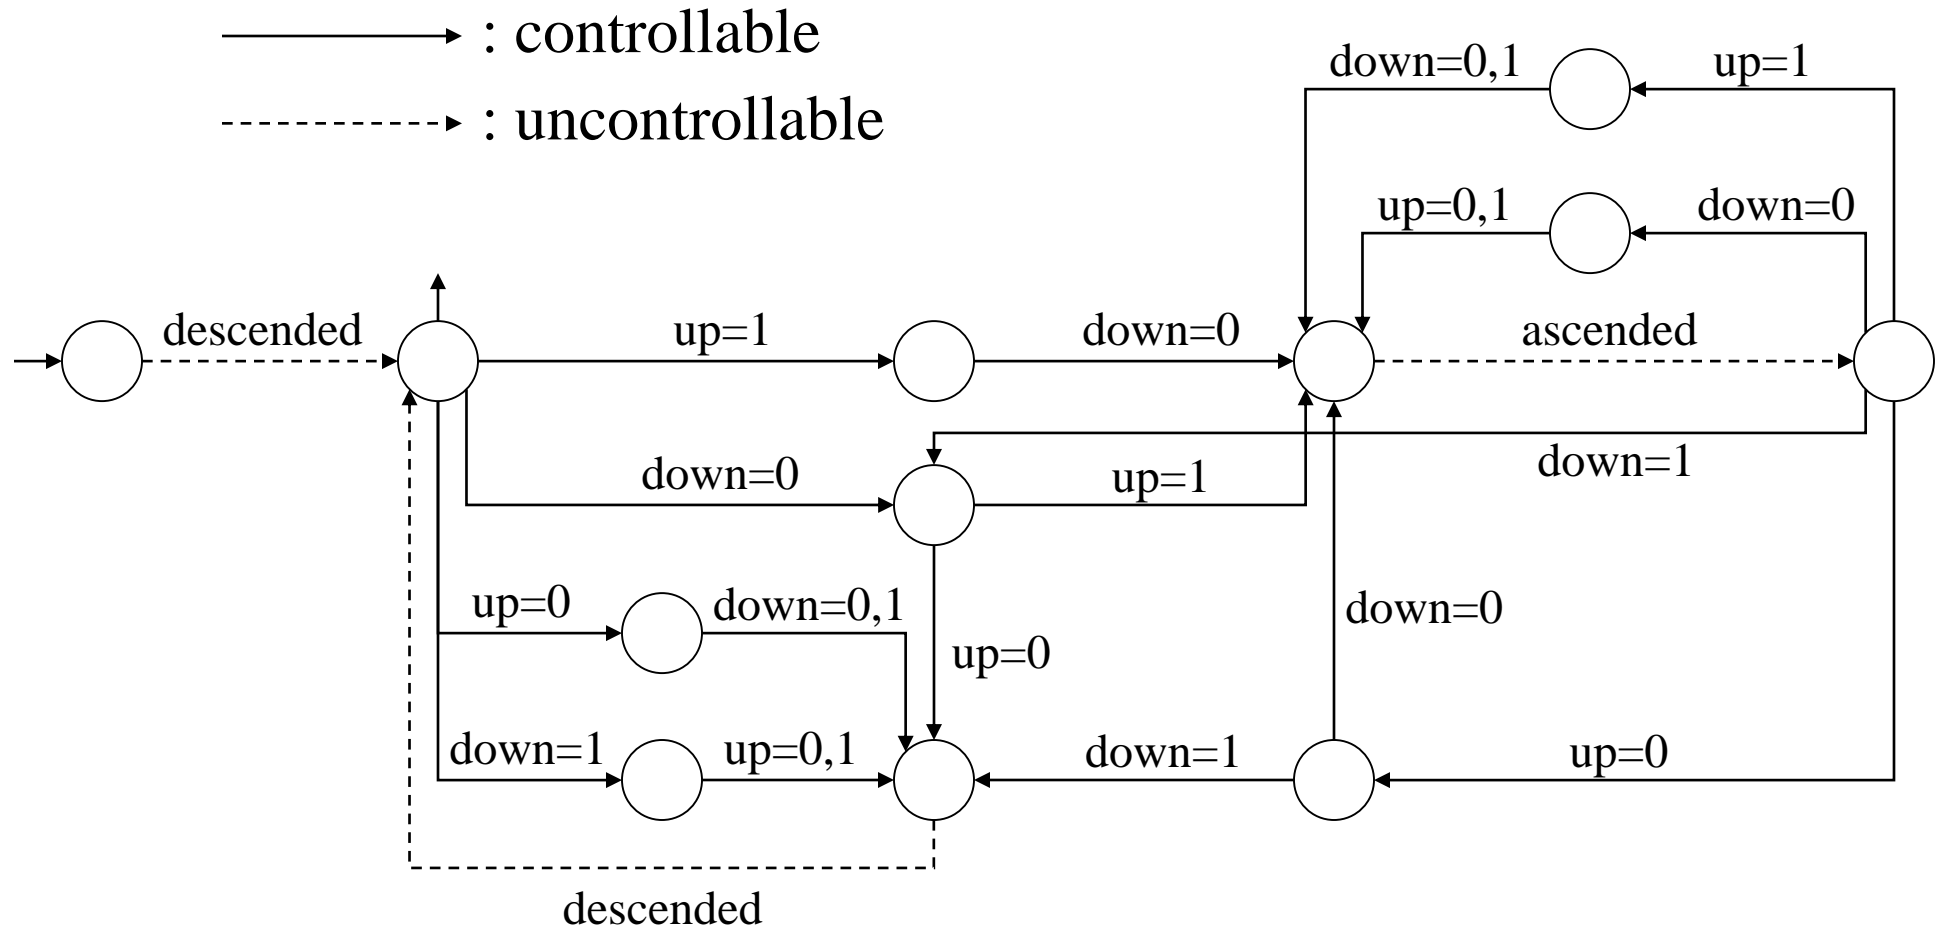 : controllable
: uncontrollable
down=0,1
up=1
up=0,1
down=0
descended
up=1
down=0
ascended
down=0
up=1
down=1
up=0
down=0,1
down=0
up=0
down=1
up=0,1
down=1
up=0
descended